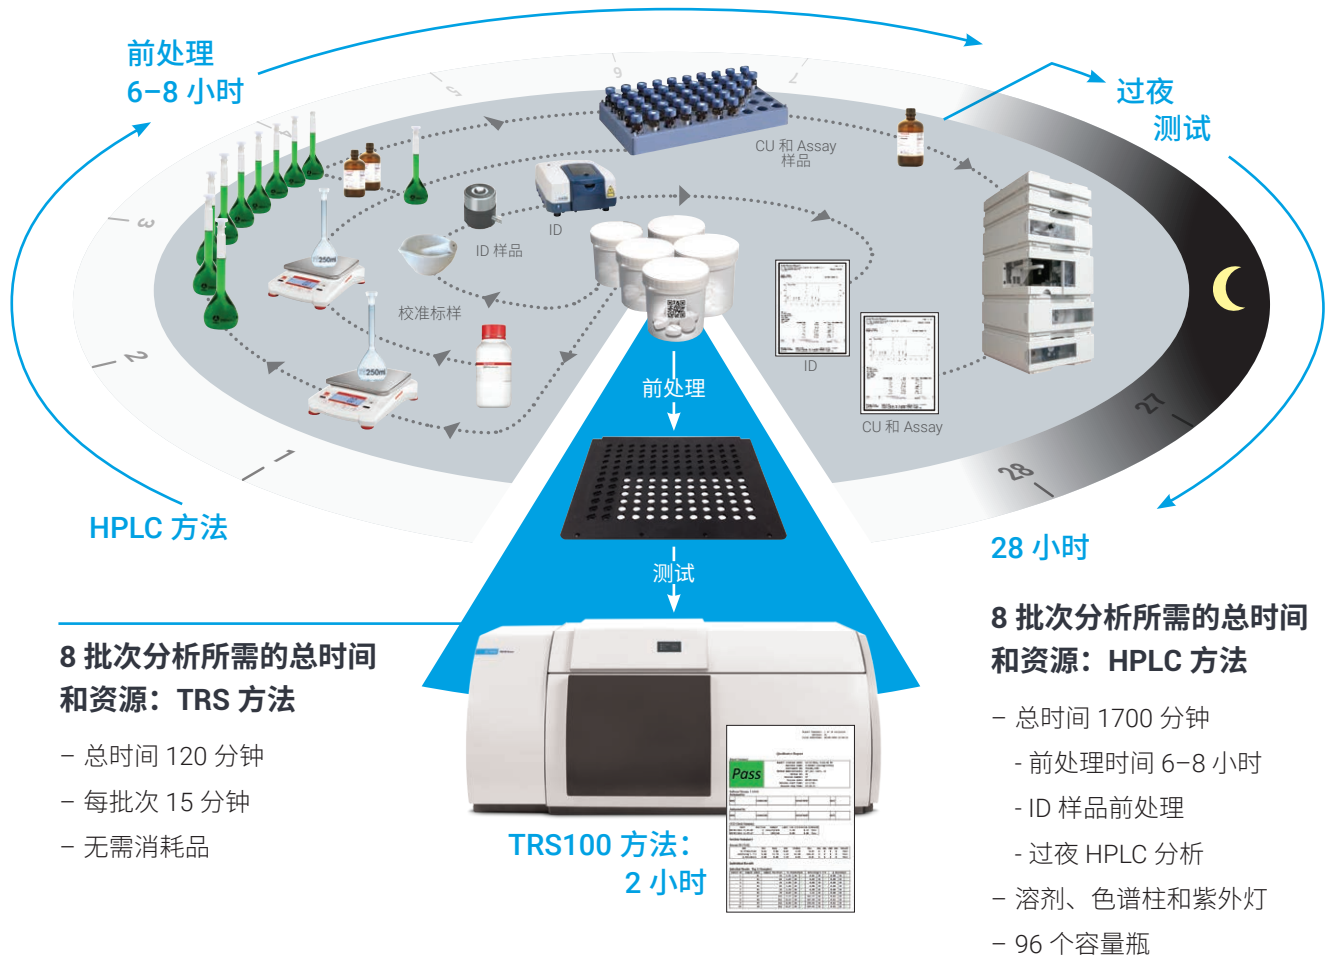 前处理
6–8 小时
过夜
测试
1
2
3
4
5
6
7
27
28
CU 和 Assay
样品
ID
ID 样品
250ml
校准标样
250ml
ID
CU 和 Assay
前处理
测试
HPLC 方法
28 小时
8 批次分析所需的总时间
和资源：TRS 方法
– 总时间 120 分钟
– 每批次 15 分钟
– 无需消耗品
Pass
TRS100 方法：
2 小时
8 批次分析所需的总时间
和资源：HPLC 方法
– 总时间 1700 分钟
- 前处理时间 6–8 小时
- ID 样品前处理
- 过夜 HPLC 分析
– 溶剂、色谱柱和紫外灯
– 96 个容量瓶